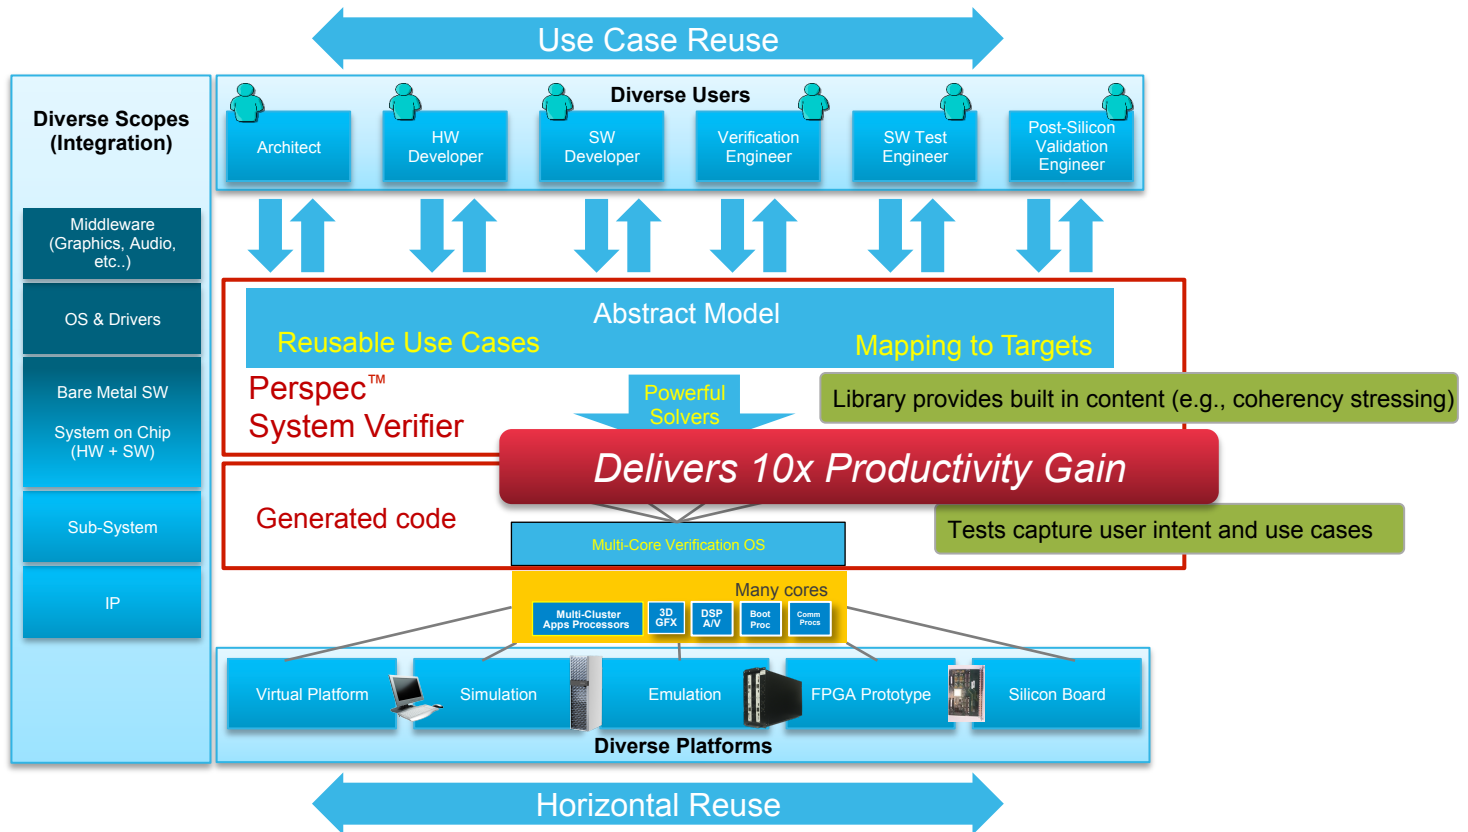 Use Case Reuse
Diverse Scopes
(Integration)
Middleware
(Graphics, Audio,
etc..)
OS & Drivers
Bare Metal SW
System on Chip
(HW + SW)
Sub-System
IP
Diverse Users
Architect
HW
Developer
SW
Developer
Verification
Engineer
SW Test
Engineer
Post-Silicon
Validation
Engineer
Abstract Model
Reusable Use Cases
Mapping to Targets
Perspec™
System Verifier
Powerful
Solvers
Library provides built in content (e.g., coherency stressing)
Delivers 10x Productivity Gain
Generated code
Tests capture user intent and use cases
Multi-Core Verification OS
Many cores
Multi-Cluster
Apps Processors
3D
GFX
DSP
A/V
Boot
Proc
Comm
Procs
Virtual Platform
Simulation
Emulation
FPGA Prototype
Silicon Board
Diverse Platforms
Horizontal Reuse